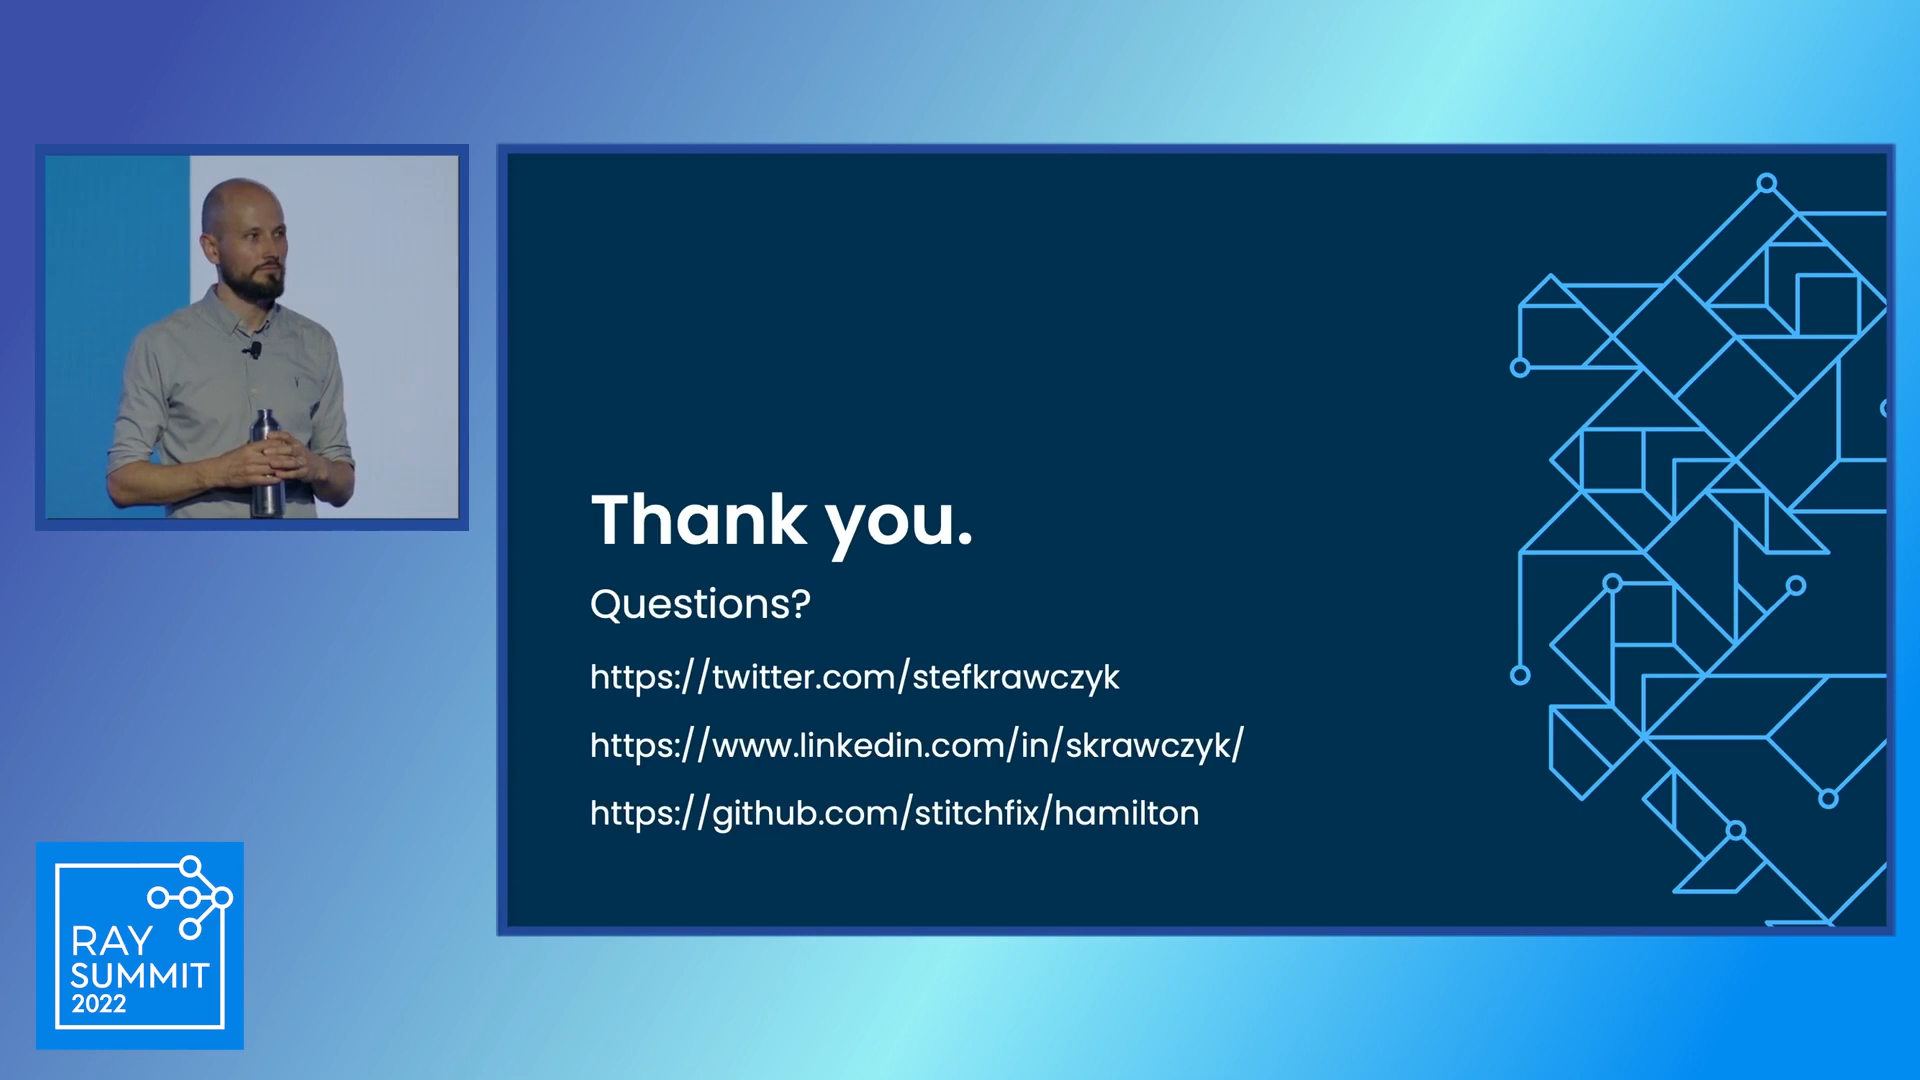 Thank you.
Questions?
https://twitter.com/stefkrawczyk
https://www.linkedin.com/in/skrawczyk/
https://github.com/stitchfix/hamilton
RAY
SUMMIT
2022